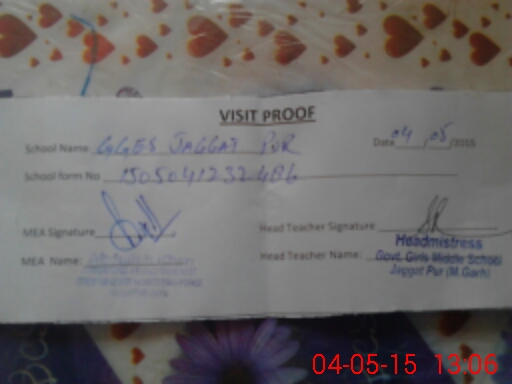 VISIT PROOF
School Name GGES JAGGAT PUR Date 04, 05/2015
School form No 1505041232486
MEA Signature Head Teacher Signature
Headmistress
MEA Name: Head Teacher Name: Govt. Girls Middle School
Jaggat Pur (M.Garh)
04-05-15 13:06